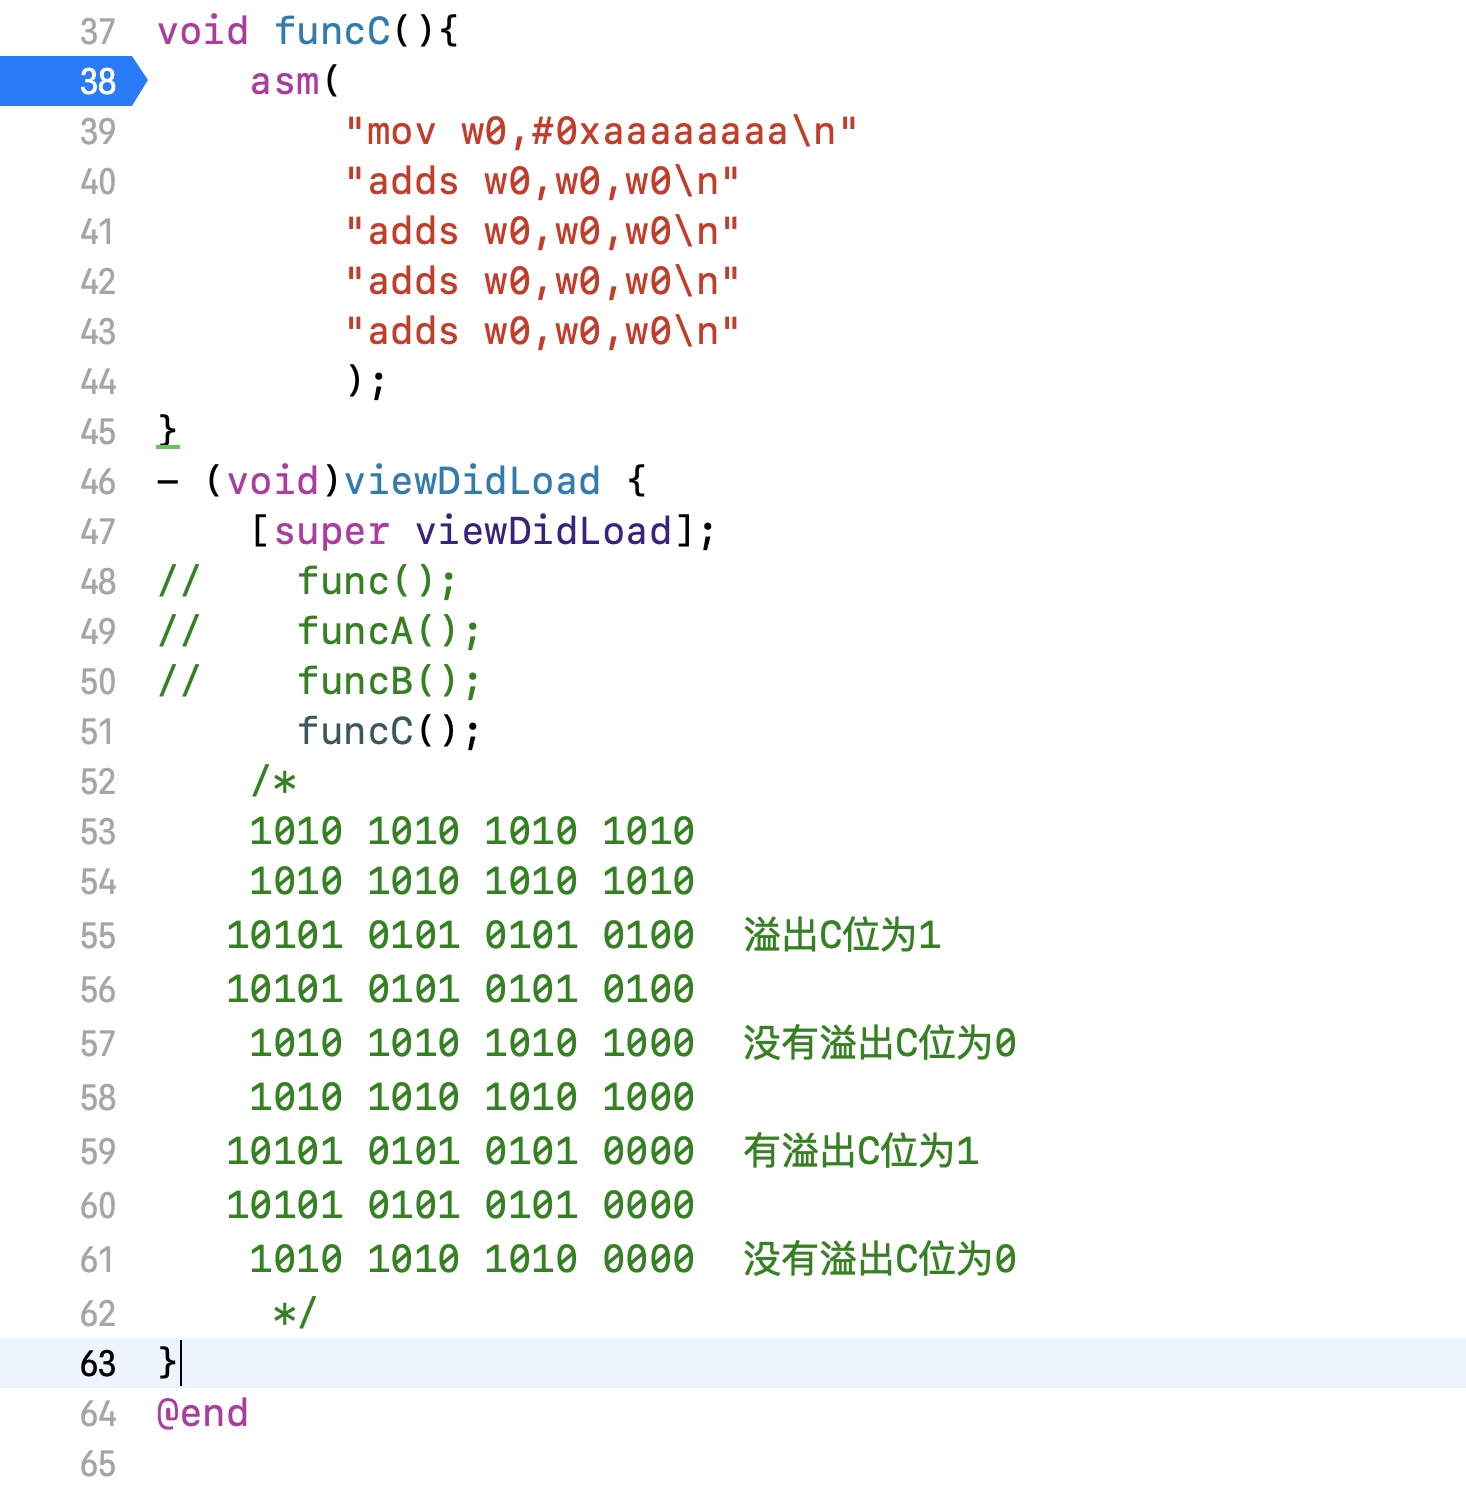 37 void funcC(){
38     asm(
39         "mov w0,#0xaaaaaaaa\n"
40         "adds w0,w0,w0\n"
41         "adds w0,w0,w0\n"
42         "adds w0,w0,w0\n"
43         "adds w0,w0,w0\n"
44         );
45 }
46 - (void)viewDidLoad {
47     [super viewDidLoad];
48 //    func();
49 //    funcA();
50 //    funcB();
51       funcC();
52     /*
53     1010 1010 1010 1010
54     1010 1010 1010 1010
55    10101 0101 0101 0100  溢出C位为1
56    10101 0101 0101 0100
57     1010 1010 1010 1000  没有溢出C位为0
58     1010 1010 1010 1000
59    10101 0101 0101 0000  有溢出C位为1
60    10101 0101 0101 0000
61     1010 1010 1010 0000  没有溢出C位为0
62      */
63 }
64 @end
65